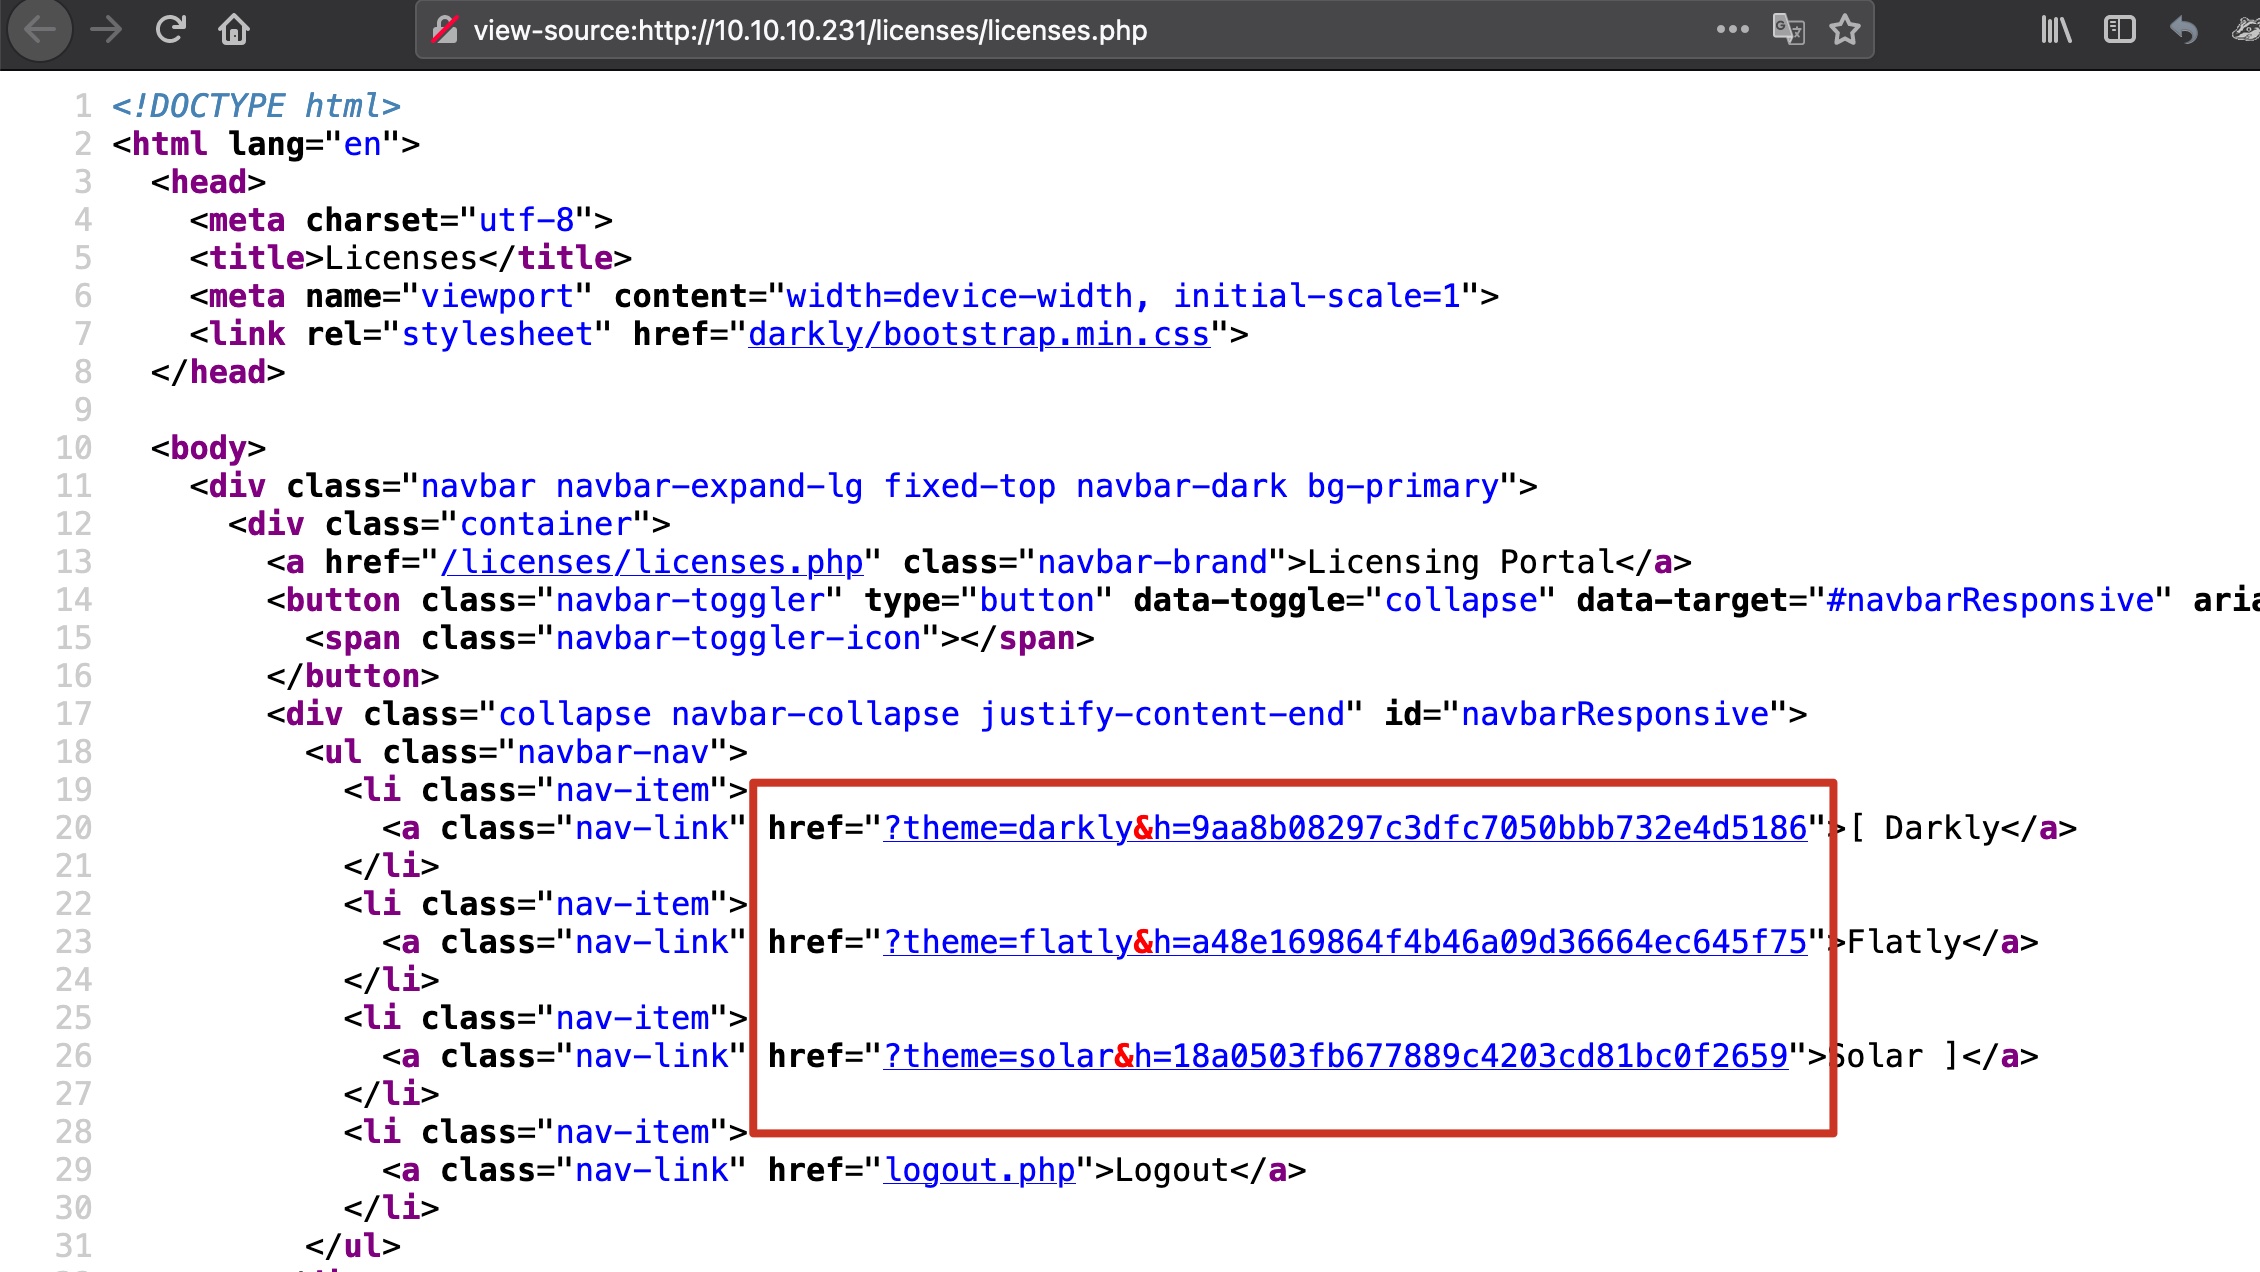 view-source:http://10.10.10.231/licenses/licenses.php
1 <!DOCTYPE html>
2 <html lang="en">
3 <head>
4 <meta charset="utf-8">
5 <title>Licenses</title>
6 <meta name="viewport" content="width=device-width, initial-scale=1">
7 <link rel="stylesheet" href="darkly/bootstrap.min.css">
8 </head>
9
10 <body>
11 <div class="navbar navbar-expand-lg fixed-top navbar-dark bg-primary">
12 <div class="container">
13 <a href="/licenses/licenses.php" class="navbar-brand">Licensing Portal</a>
14 <button class="navbar-toggler" type="button" data-toggle="collapse" data-target="#navbarResponsive" aria
15 <span class="navbar-toggler-icon"></span>
16 </button>
17 <div class="collapse navbar-collapse justify-content-end" id="navbarResponsive">
18 <ul class="navbar-nav">
19 <li class="nav-item">
20 <a class="nav-link" href="?theme=darkly&h=9aa8b08297c3dfc7050bbb732e4d5186">[ Darkly</a>
21 </li>
22 <li class="nav-item">
23 <a class="nav-link" href="?theme=flatly&h=a48e169864f4b46a09d36664ec645f75">Flatly</a>
24 </li>
25 <li class="nav-item">
26 <a class="nav-link" href="?theme=solar&h=18a0503fb677889c4203cd81bc0f2659">Solar ]</a>
27 </li>
28 <li class="nav-item">
29 <a class="nav-link" href="logout.php">Logout</a>
30 </li>
31 </ul>